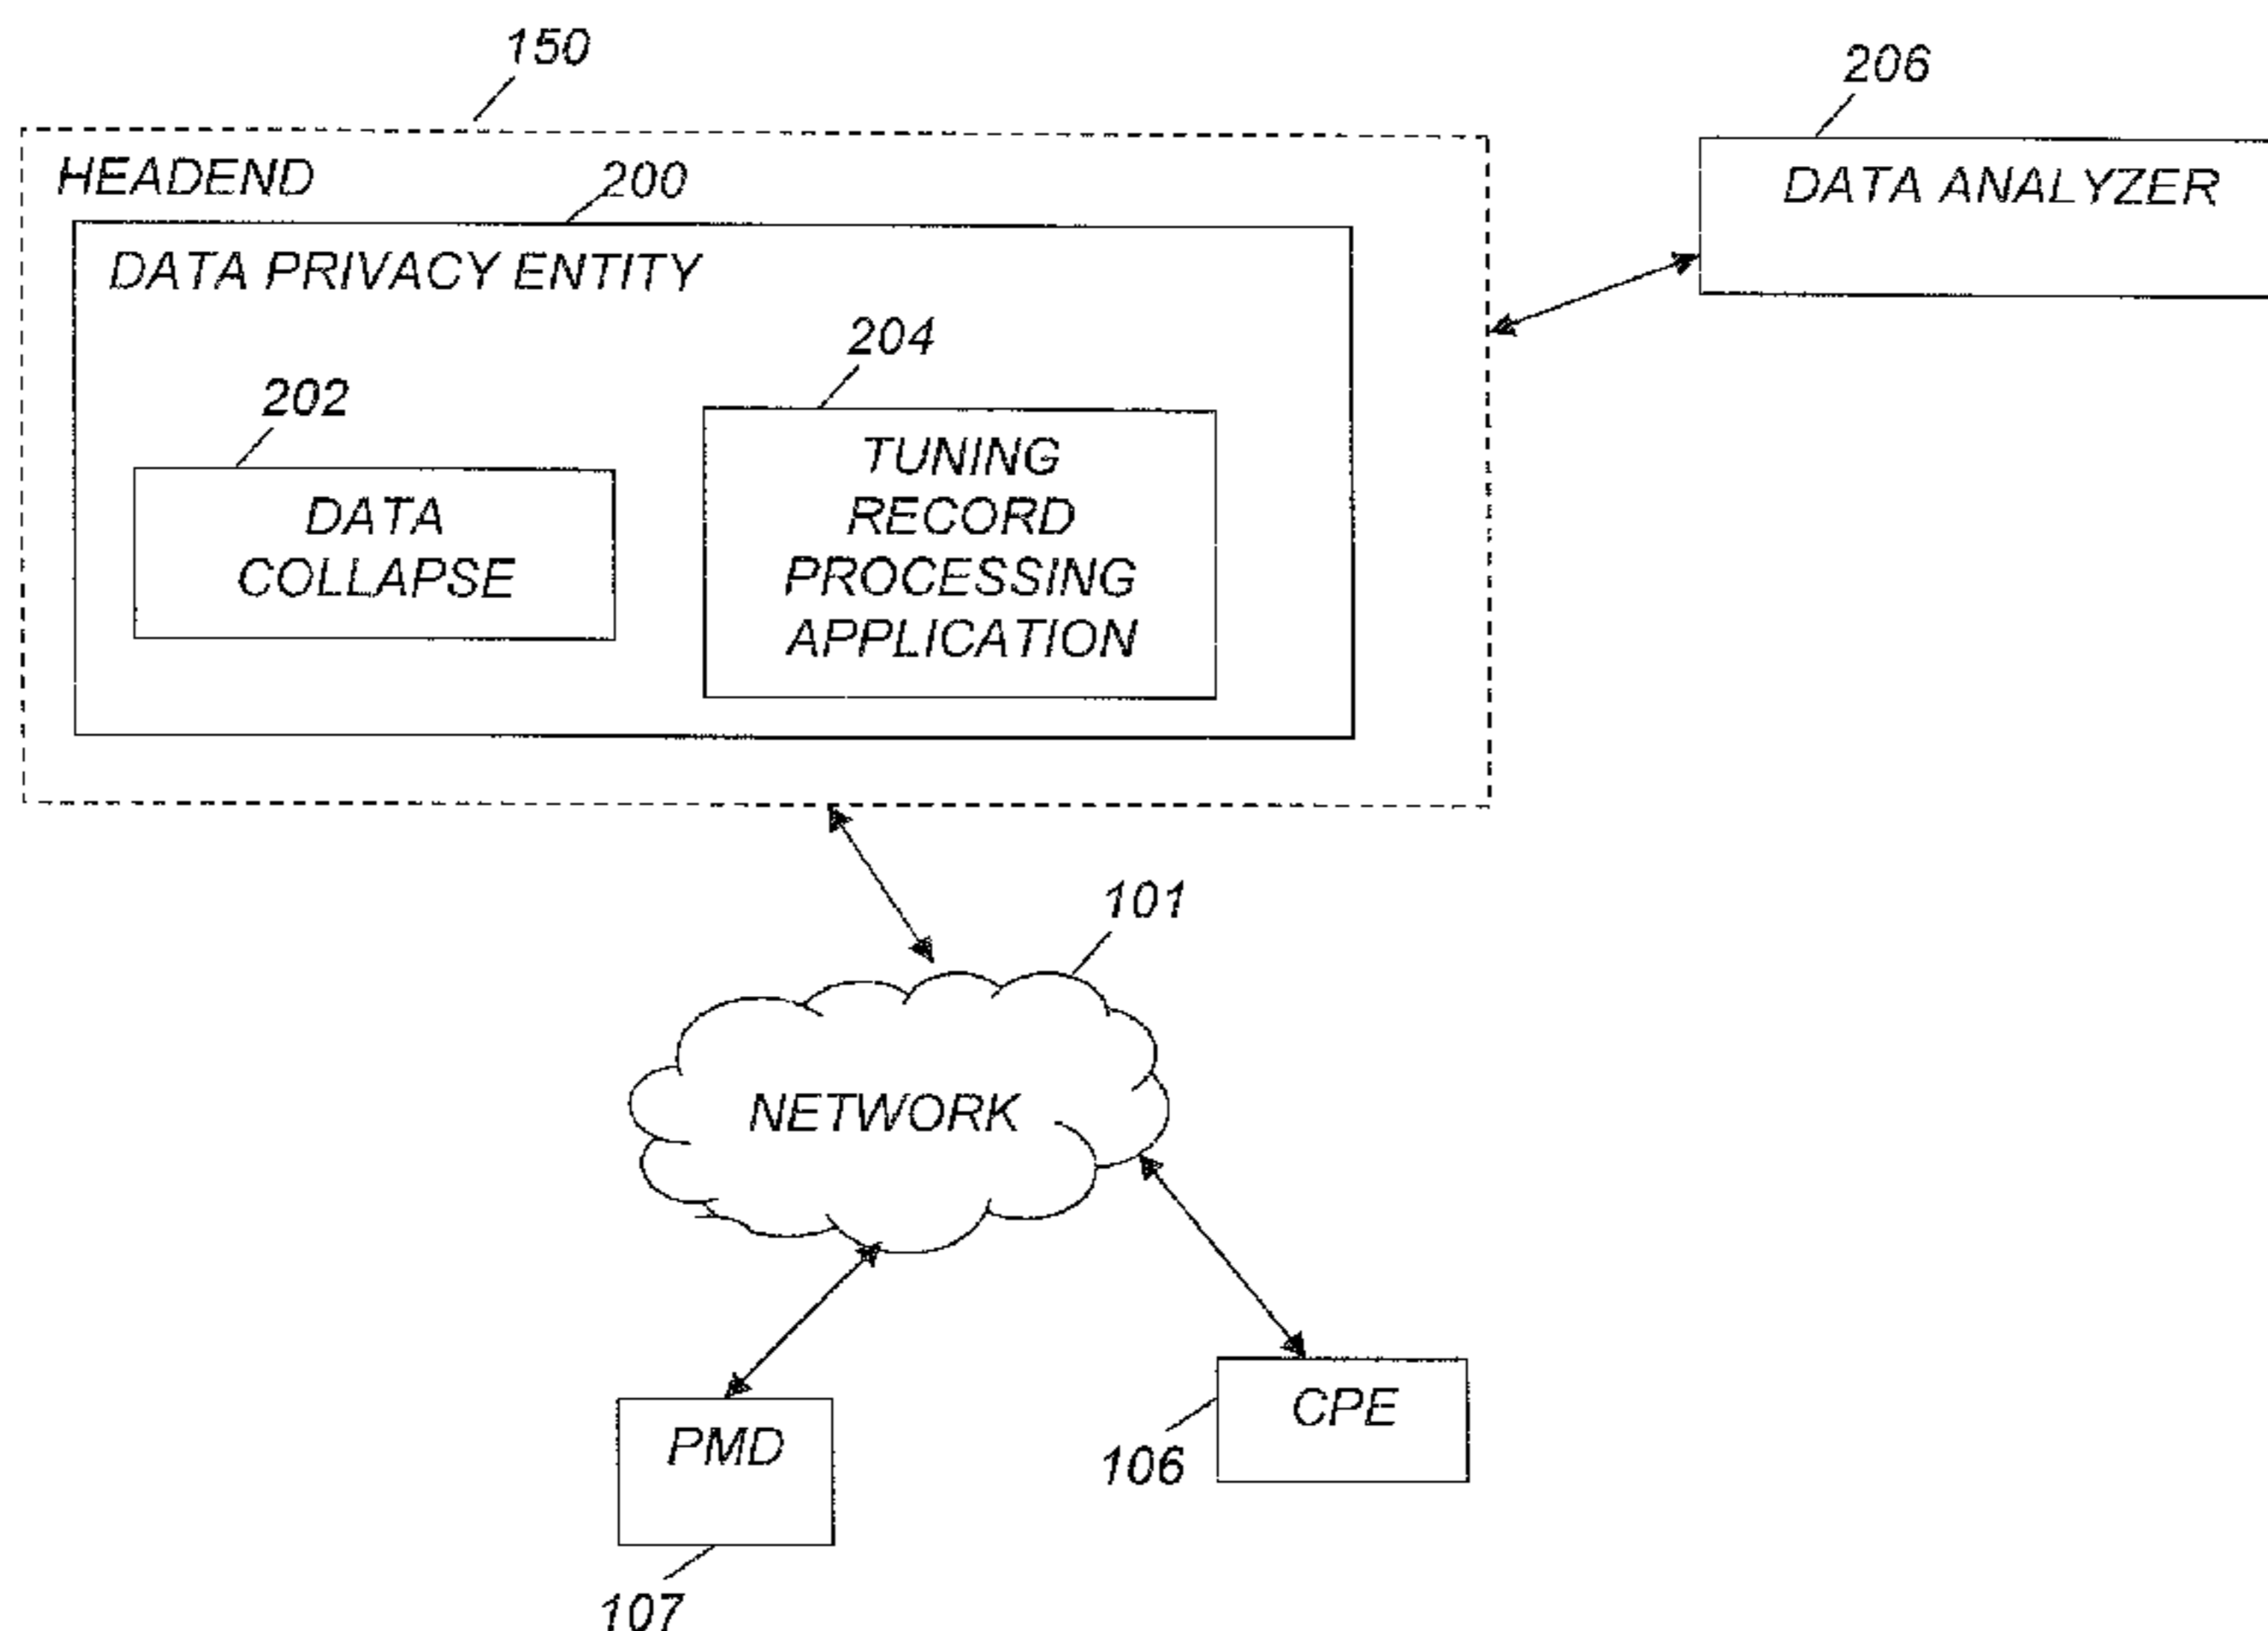 150
206
HEADEND
200
DATA ANALYZER
DATA PRIVACY ENTITY
204
202
TUNING
RECORD
PROCESSING
APPLICATION
DATA
COLLAPSE
101
NETWORK
PMD
CPE
106
107